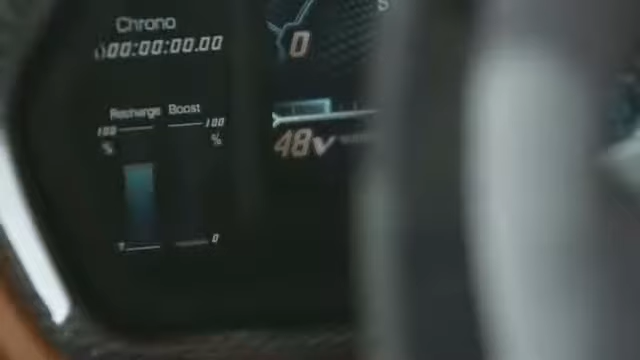 Chrono
00:00:00.00
S
0
Recharge Boost
100 100
% %
48V
0